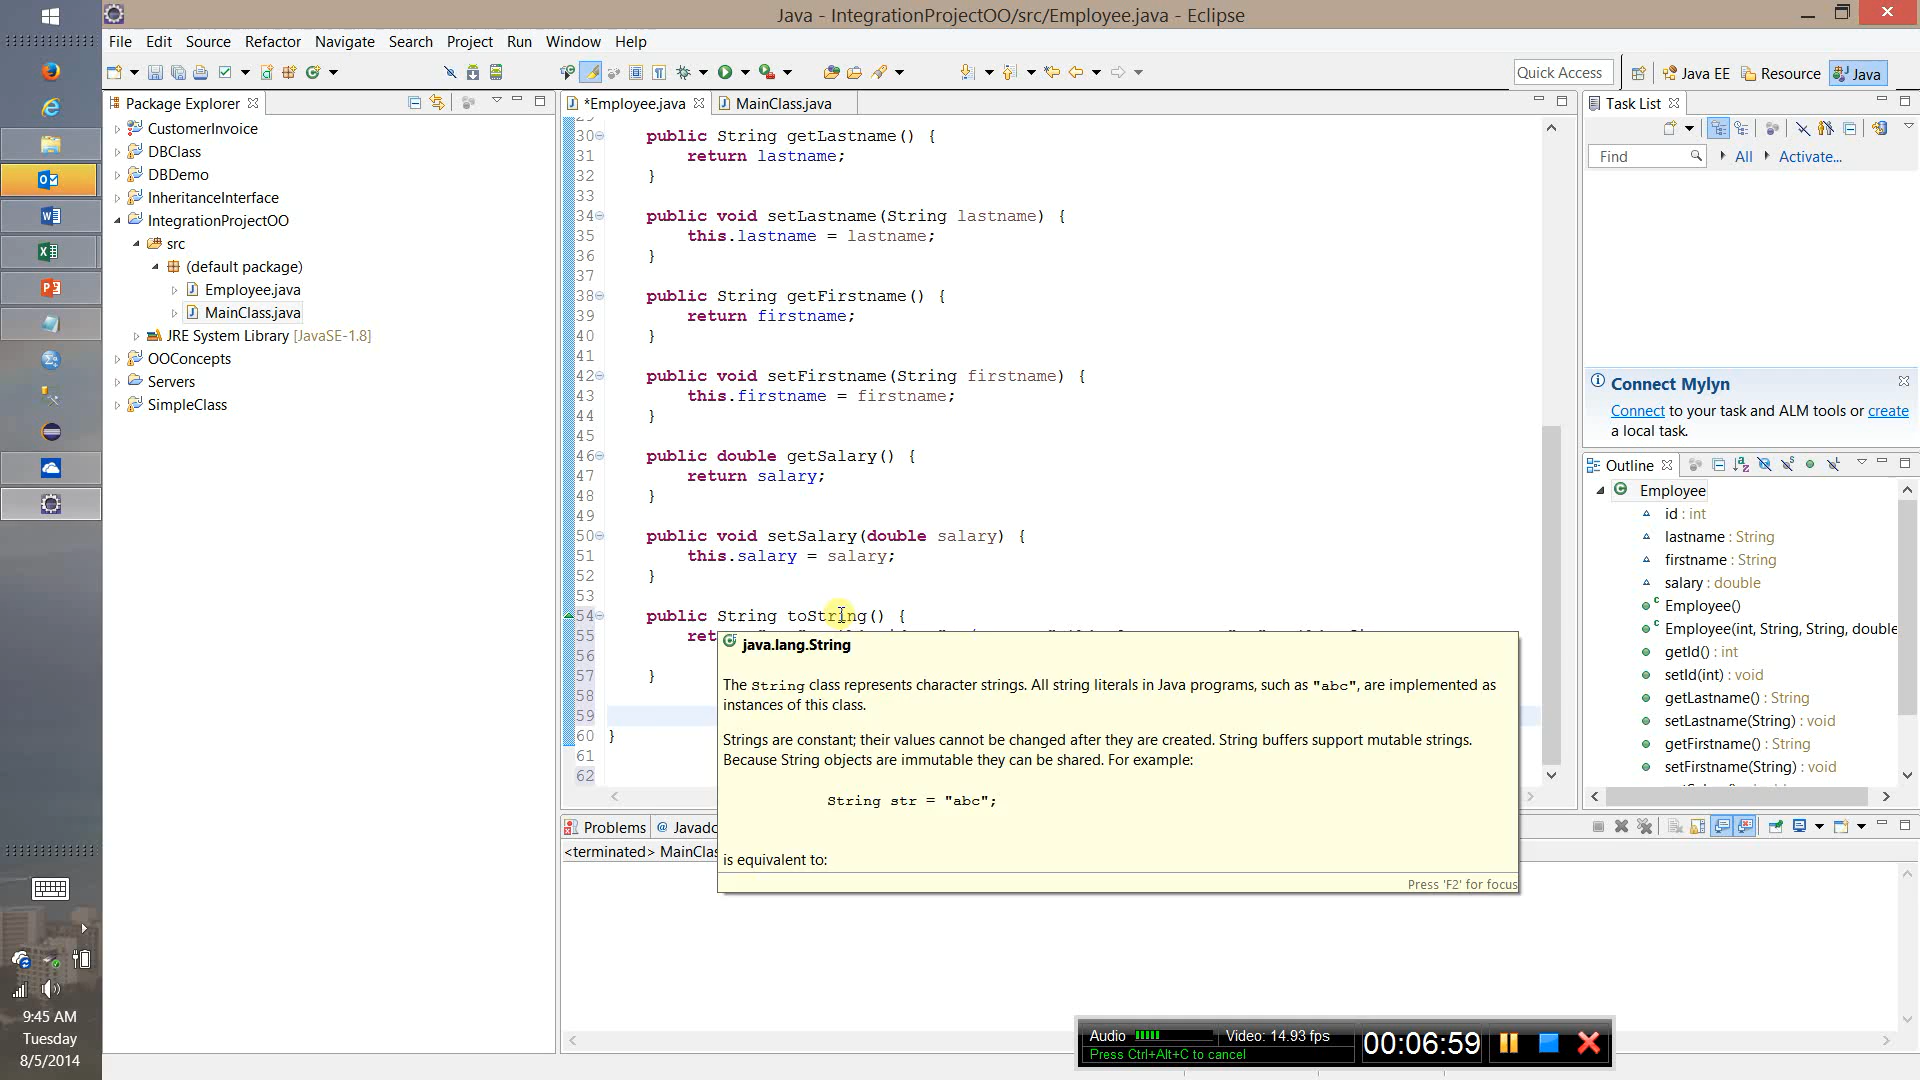 Java - IntegrationProjectOO/src/Employee.java - Eclipse
File Edit Source Refactor Navigate Search Project Run Window Help
Quick Access
Java EE
Resource
Java
Package Explorer
CustomerInvoice
DBClass
DBDemo
InheritanceInterface
IntegrationProjectOO
src
(default package)
Employee.java
MainClass.java
JRE System Library [JavaSE-1.8]
OOConcepts
Servers
SimpleClass
*Employee.java
MainClass.java
30 public String getLastname() {
31 return lastname;
32 }
33
34 public void setLastname(String lastname) {
35 this.lastname = lastname;
36 }
37
38 public String getFirstname() {
39 return firstname;
40 }
41
42 public void setFirstname(String firstname) {
43 this.firstname = firstname;
44 }
45
46 public double getSalary() {
47 return salary;
48 }
49
50 public void setSalary(double salary) {
51 this.salary = salary;
52 }
53
54 public String toString() {
55 ret
56
57 }
58
59
60 }
61
62
java.lang.String
The String class represents character strings. All string literals in Java programs, such as "abc", are implemented as
instances of this class.
Strings are constant; their values cannot be changed after they are created. String buffers support mutable strings.
Because String objects are immutable they can be shared. For example:
String str = "abc";
is equivalent to:
Press 'F2' for focus
Problems
@ Javadc
<terminated> MainClas
Task List
Find
All
Activate...
Connect Mylyn
Connect to your task and ALM tools or create
a local task.
Outline
Employee
id : int
lastname : String
firstname : String
salary : double
Employee()
Employee(int, String, String, double
getId() : int
setId(int) : void
getLastname() : String
setLastname(String) : void
getFirstname() : String
setFirstname(String) : void
Audio
Video: 14.93 fps
Press Ctrl+Alt+C to cancel
00:06:59
9:45 AM
Tuesday
8/5/2014